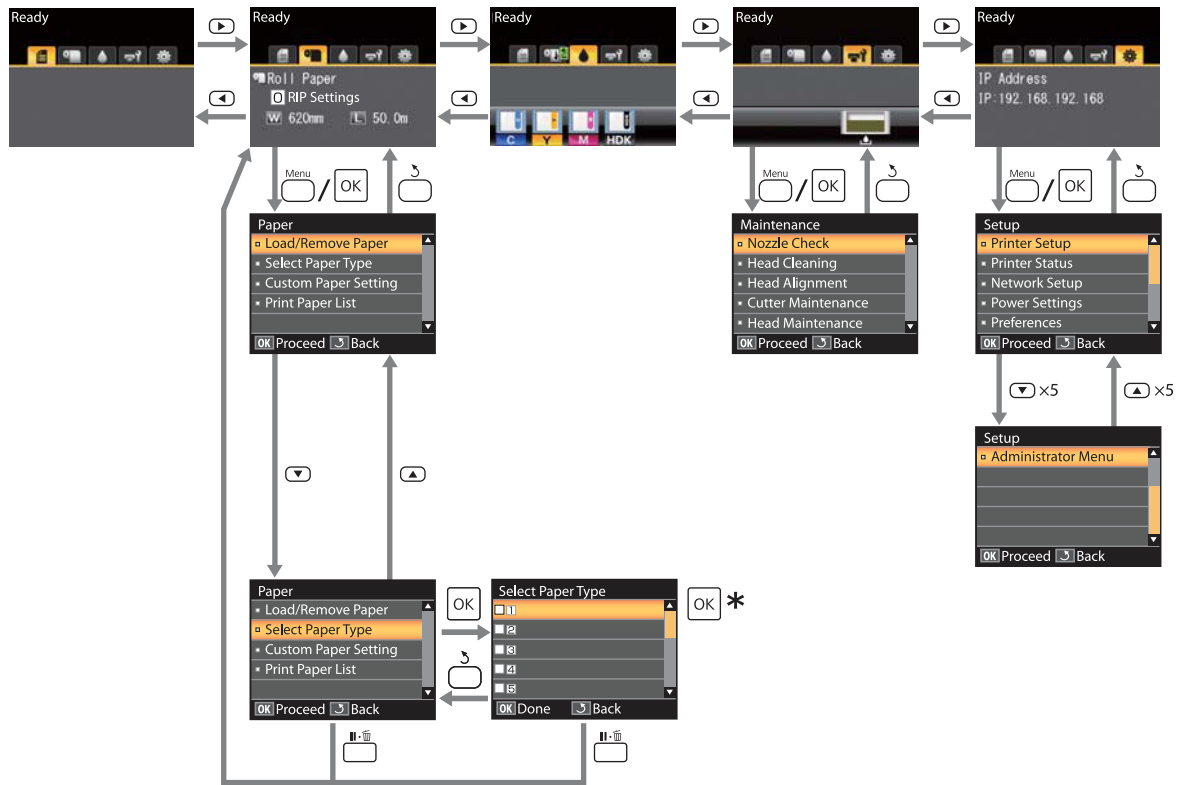 Ready
Ready
Ready
Ready
Ready
Roll Paper
0 RIP Settings
W 620mm L 50.0m
C Y M HDK
IP Address
IP:192.168.192.168
Menu / OK
Menu / OK
Menu / OK
Paper
Load/Remove Paper
Select Paper Type
Custom Paper Setting
Print Paper List
OK Proceed Back
Maintenance
Nozzle Check
Head Cleaning
Head Alignment
Cutter Maintenance
Head Maintenance
OK Proceed Back
Setup
Printer Setup
Printer Status
Network Setup
Power Settings
Preferences
OK Proceed Back
×5
×5
Setup
Administrator Menu
OK Proceed Back
Paper
Load/Remove Paper
Select Paper Type
Custom Paper Setting
Print Paper List
OK Proceed Back
OK
Select Paper Type
1
2
3
4
5
OK Done Back
OK *